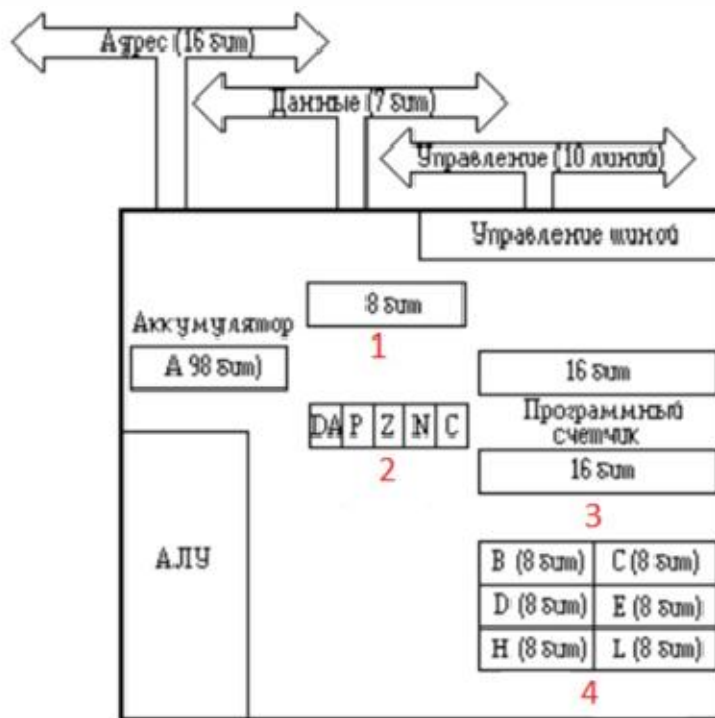 Адрес (16 бит)
Данные (7 бит)
Управление (10 линий)
Управление шиной
8 бит
1
Аккумулятор
А 98 бит)
16 бит
Программный
счетчик
DA P Z N C
2
16 бит
3
АЛУ
B (8 бит) C (8 бит)
D (8 бит) E (8 бит)
H (8 бит) L (8 бит)
4